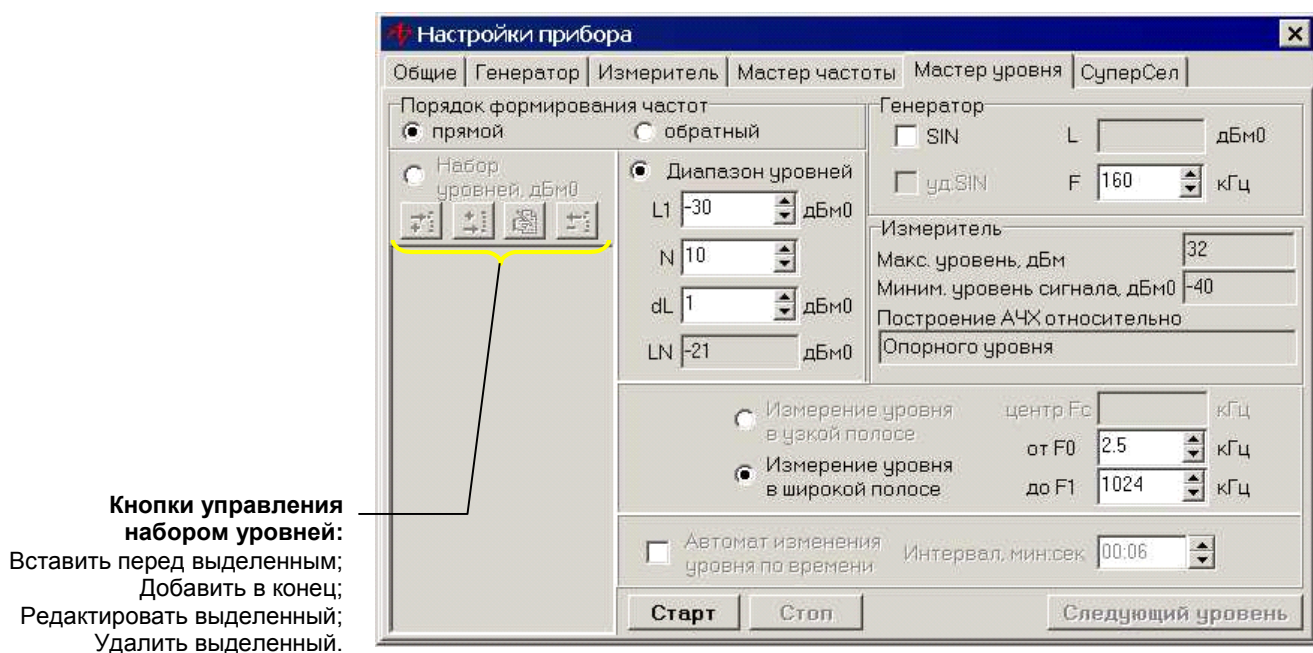 Настройки прибора
Общие Генератор Измеритель Мастер частоты Мастер уровня СуперСел
Порядок формирования частот
прямой обратный
Набор
уровней, дБм0
Диапазон уровней
L1 -30 дБм0
N 10
dL 1 дБм0
LN -21 дБм0
Генератор
SIN L дБм0
уд.SIN F 160 кГц
Измеритель
Макс. уровень, дБм 32
Миним. уровень сигнала, дБм0 -40
Построение АЧХ относительно
Опорного уровня
Измерение уровня
в узкой полосе
центр Fc кГц
Измерение уровня
в широкой полосе
от F0 2.5 кГц
до F1 1024 кГц
Автомат изменения
уровня по времени
Интервал, мин:сек 00:06
Старт Стоп Следующий уровень
Кнопки управления
набором уровней:
Вставить перед выделенным;
Добавить в конец;
Редактировать выделенный;
Удалить выделенный.